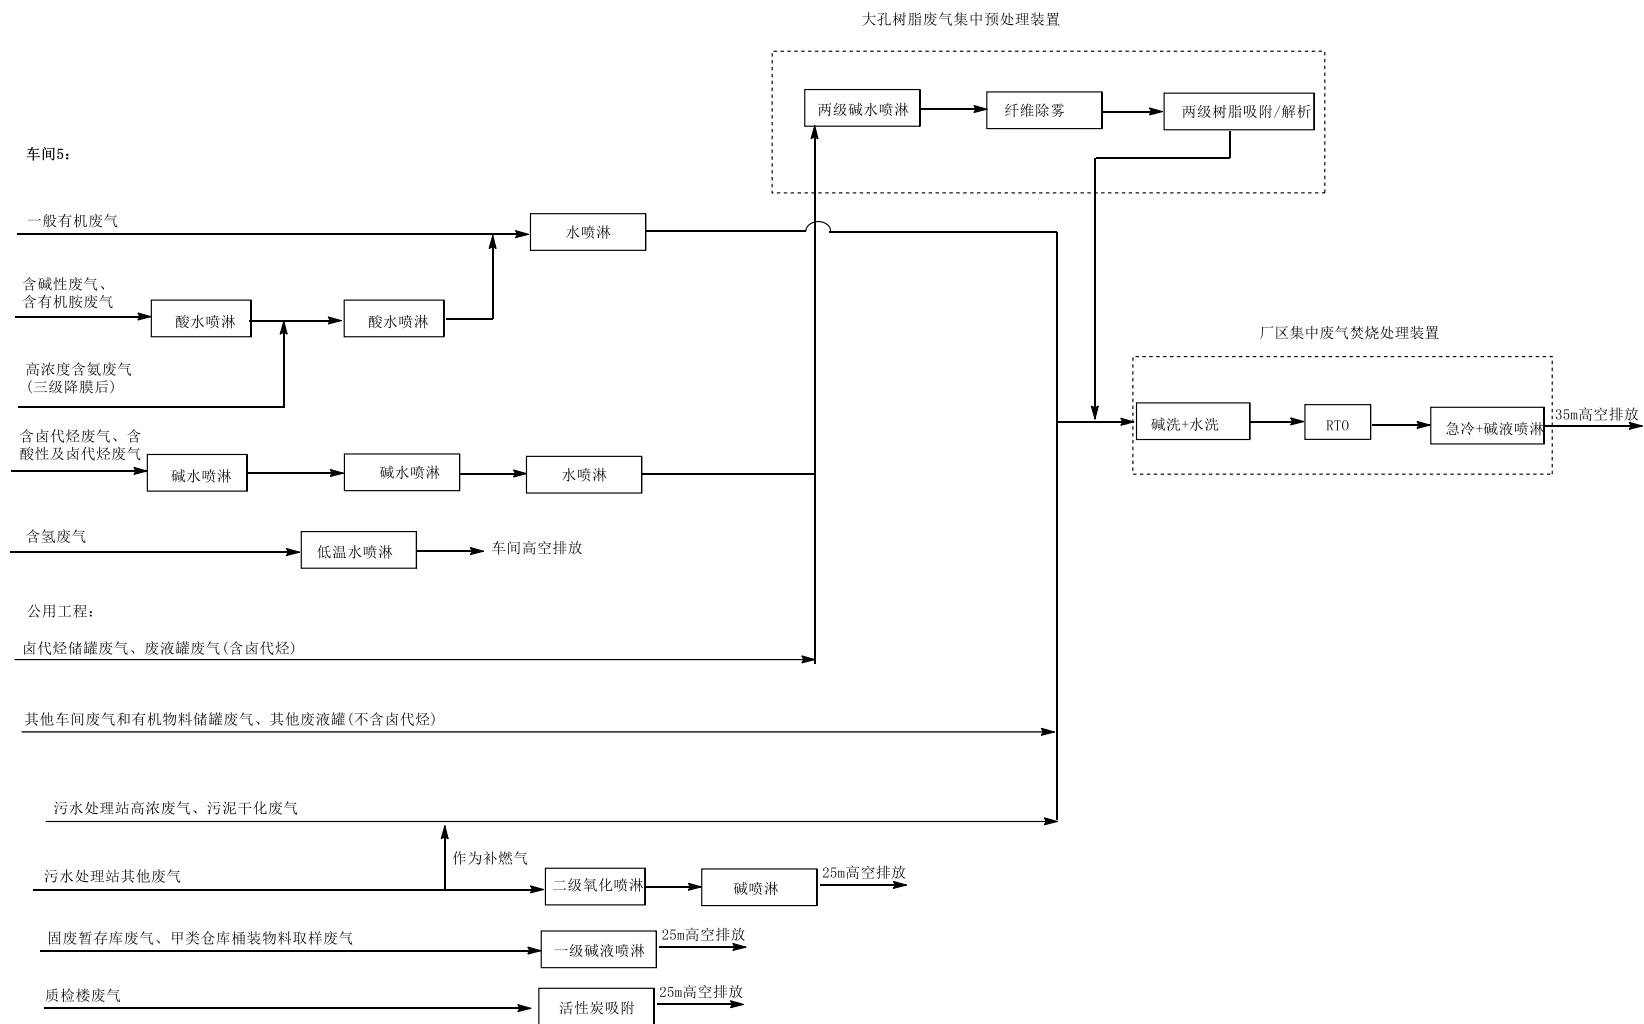 大孔树脂废气集中预处理装置
两级碱水喷淋
纤维除雾
两级树脂吸附/解析
车间5:
一般有机废气
水喷淋
含碱性废气、
含有机胺废气
酸水喷淋
酸水喷淋
高浓度含氨废气
(三级降膜后)
厂区集中废气焚烧处理装置
碱洗+水洗
RTO
急冷+碱液喷淋
35m高空排放
含卤代烃废气、含
酸性及卤代烃废气
碱水喷淋
碱水喷淋
水喷淋
含氢废气
低温水喷淋
车间高空排放
公用工程:
卤代烃储罐废气、废液罐废气(含卤代烃)
其他车间废气和有机物料储罐废气、其他废液罐(不含卤代烃)
污水处理站高浓废气、污泥干化废气
作为补燃气
污水处理站其他废气
二级氧化喷淋
碱喷淋
25m高空排放
固废暂存库废气、甲类仓库桶装物料取样废气
一级碱液喷淋
25m高空排放
质检楼废气
活性炭吸附
25m高空排放